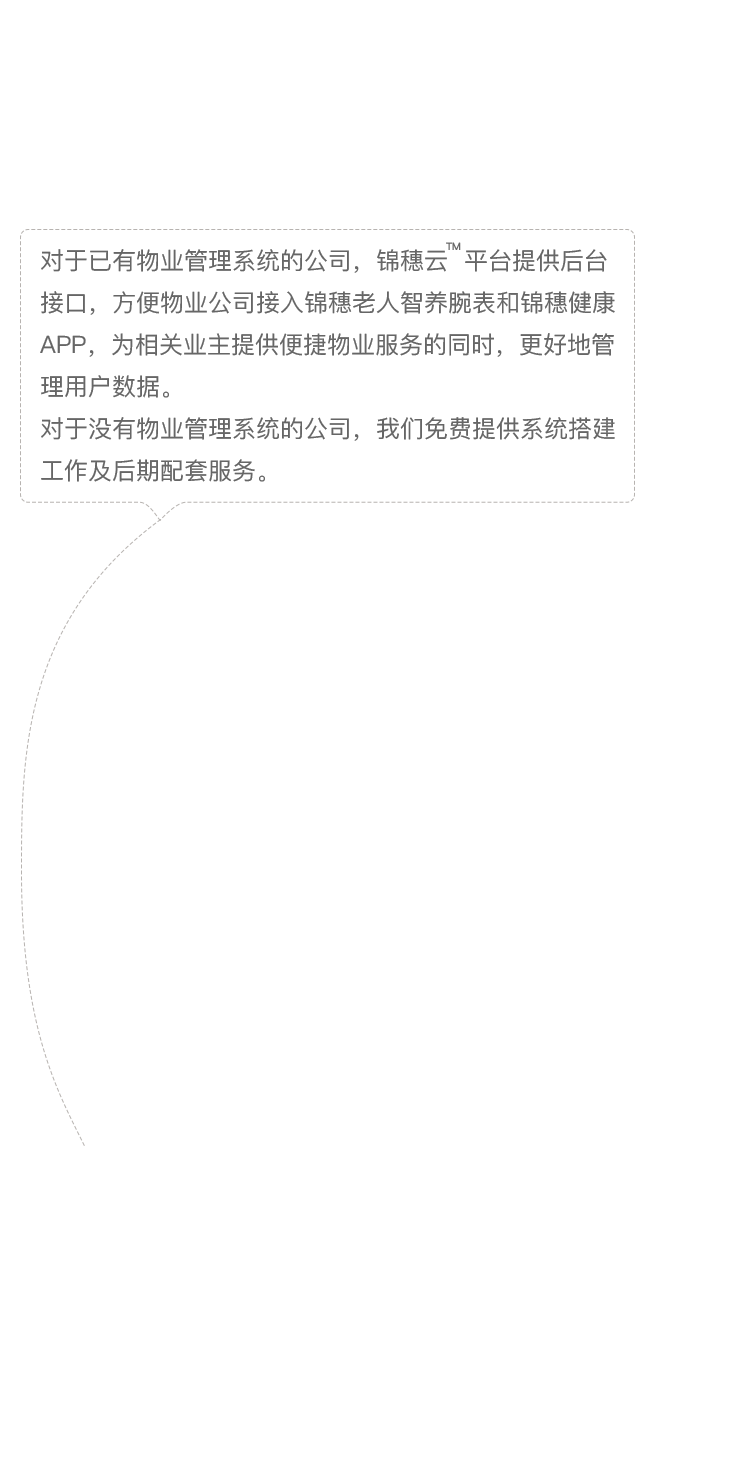 对于已有物业管理系统的公司，锦穗云™平台提供后台
接口，方便物业公司接入锦穗老人智养腕表和锦穗健康
APP，为相关业主提供便捷物业服务的同时，更好地管
理用户数据。
对于没有物业管理系统的公司，我们免费提供系统搭建
工作及后期配套服务。